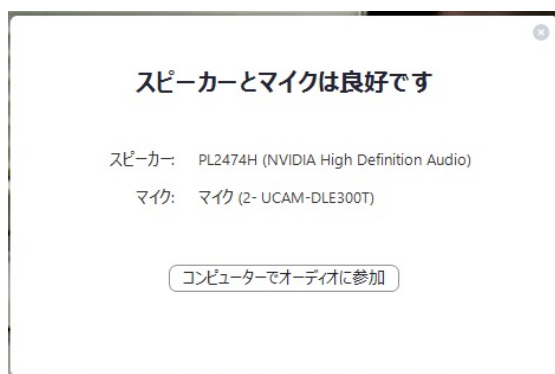 スピーカーとマイクは良好です
スピーカー: PL2474H (NVIDIA High Definition Audio)
マイク: マイク (2- UCAM-DLE300T)
コンピューターでオーディオに参加